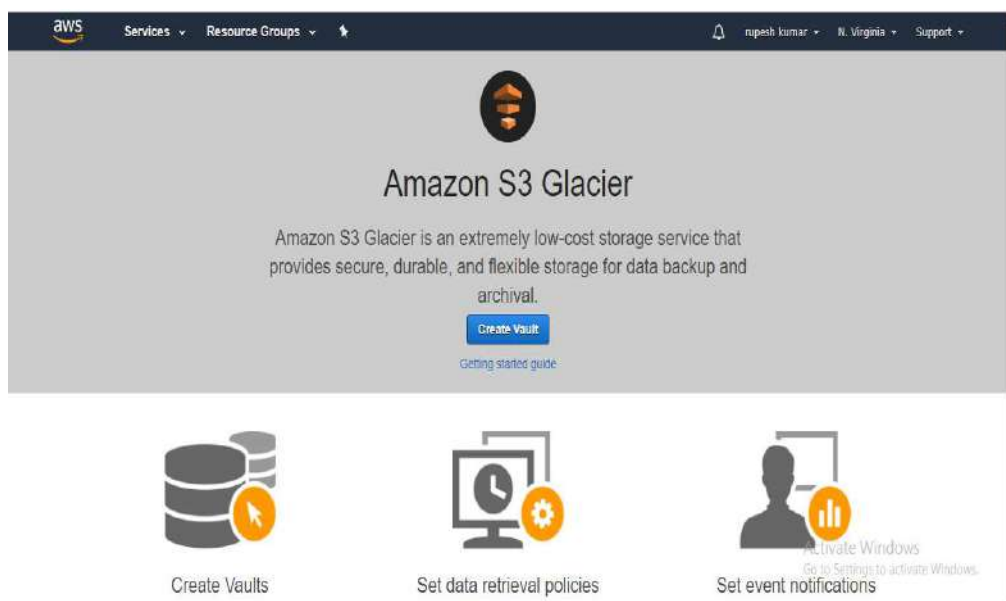 aws Services Resource Groups rupesh kumar N. Virginia Support
Amazon S3 Glacier
Amazon S3 Glacier is an extremely low-cost storage service that
provides secure, durable, and flexible storage for data backup and
archival.
Create Vault
Getting started guide
Create Vaults Set data retrieval policies Set event notifications
Activate Windows
Go to Settings to activate Windows.